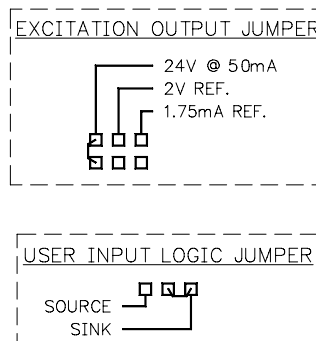 EXCITATION OUTPUT JUMPER
24V @ 50mA
2V REF.
1.75mA REF.
USER INPUT LOGIC JUMPER
SOURCE
SINK